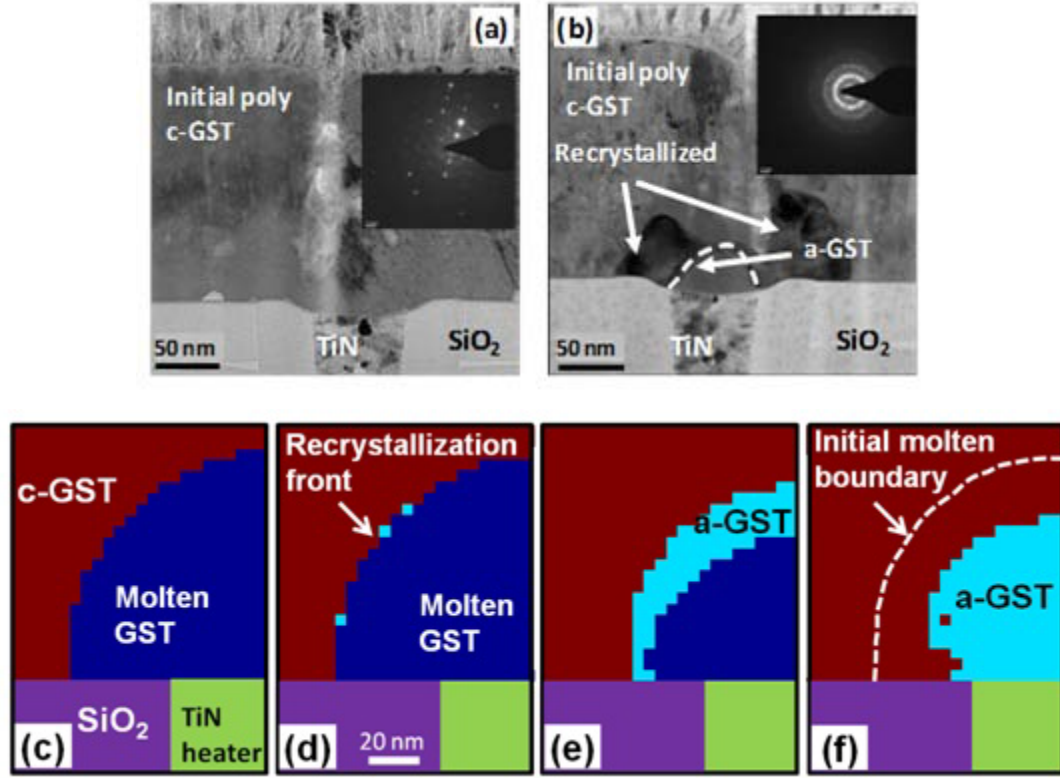 (a)
Initial poly
c-GST
TiN
SiO2
50 nm
(b)
Initial poly
c-GST
Recrystallized
a-GST
TiN
SiO2
50 nm
c-GST
Molten
GST
SiO2
TiN
heater
(c)
Recrystallization
front
Molten
GST
(d)
20 nm
a-GST
(e)
Initial molten
boundary
a-GST
(f)